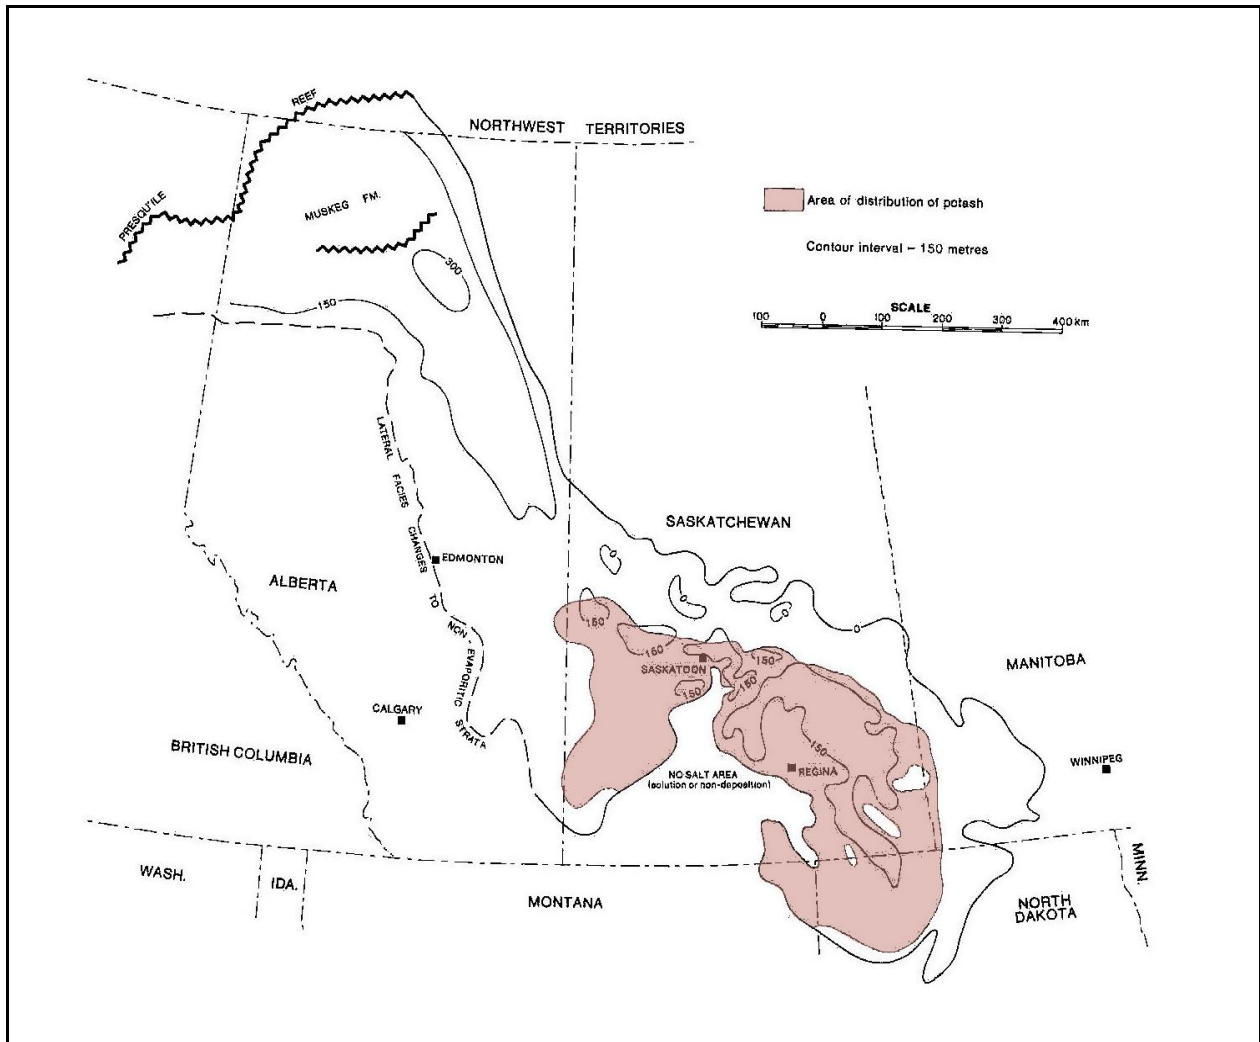 REEF
NORTHWEST TERRITORIES
PRESQU'ILE
MUSKEG FM.
Area of distribution of potash
Contour interval – 150 metres
300
150
SCALE
100 0 100 200 300 400 km
LATERAL FACIES CHANGES TO NON-EVAPORITIC STRATA
SASKATCHEWAN
EDMONTON
ALBERTA
0
0
0
0
150
150
150
SASKATOON
150
150
MANITOBA
CALGARY
BRITISH COLUMBIA
150
REGINA
NO SALT AREA
(solution or non-deposition)
WINNIPEG
WASH.
IDA.
MONTANA
NORTH
DAKOTA
MINN.